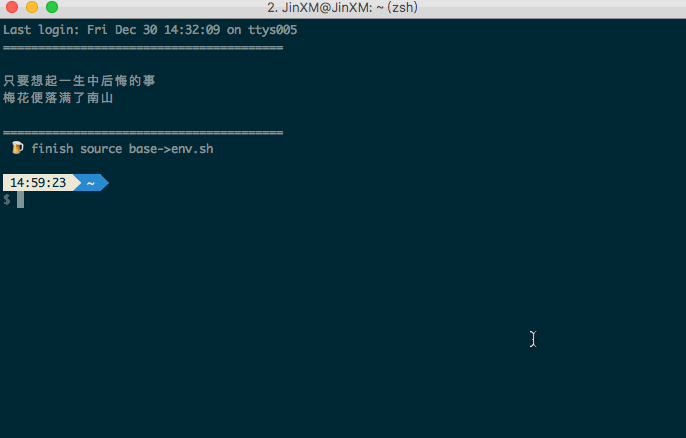 2. JinXM@JinXM: ~ (zsh)
Last login: Fri Dec 30 14:32:09 on ttys005
========================================
只要想起一生中后悔的事
梅花便落满了南山
========================================
🍺 finish source base->env.sh
14:59:23 ~
$